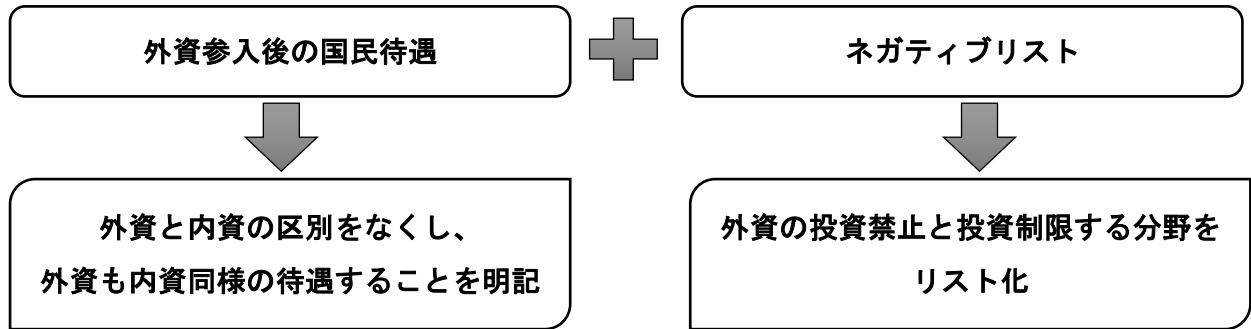 外資参入後の国民待遇
ネガティブリスト
外資と内資の区別をなくし、
外資も内資同様の待遇することを明記
外資の投資禁止と投資制限する分野を
リスト化